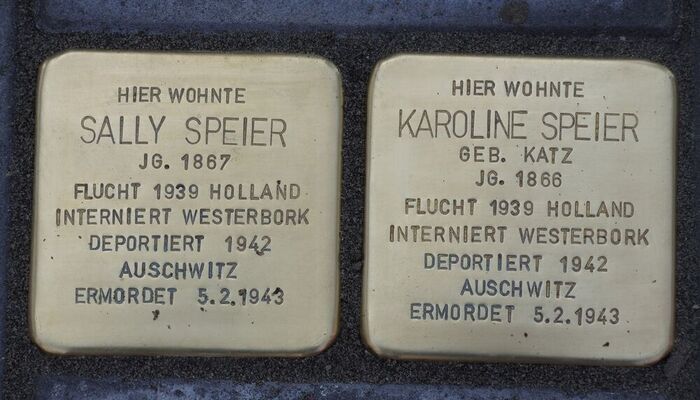 HIER WOHNTE
SALLY SPEIER
JG. 1867
FLUCHT 1939 HOLLAND
INTERNIERT WESTERBORK
DEPORTIERT 1942
AUSCHWITZ
ERMORDET 5.2.1943
HIER WOHNTE
KAROLINE SPEIER
GEB. KATZ
JG. 1866
FLUCHT 1939 HOLLAND
INTERNIERT WESTERBORK
DEPORTIERT 1942
AUSCHWITZ
ERMORDET 5.2.1943